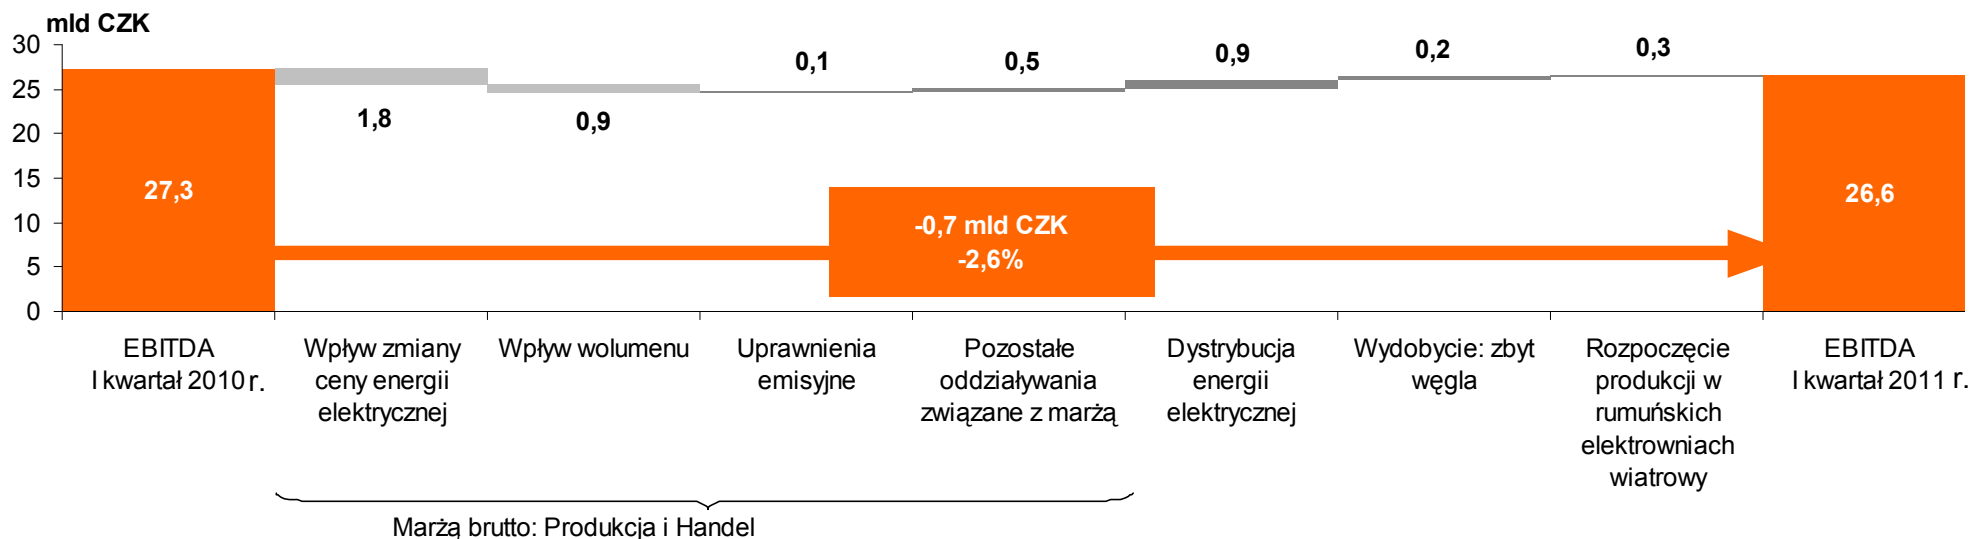 mld CZK
30
25
20
15
10
5
0
0,1
0,5
0,9
0,2
0,3
1,8
0,9
27,3
26,6
-0,7 mld CZK
-2,6%
EBITDA
I kwartał 2010 r.
Wpływ zmiany
ceny energii
elektrycznej
Wpływ wolumenu
Uprawnienia
emisyjne
Pozostałe
oddziaływania
związane z marżą
Dystrybucja
energii
elektrycznej
Wydobycie: zbyt
węgla
Rozpoczęcie
produkcji w
rumuńskich
elektrowniach
wiatrowy
EBITDA
I kwartał 2011 r.
Marżą brutto: Produkcja i Handel